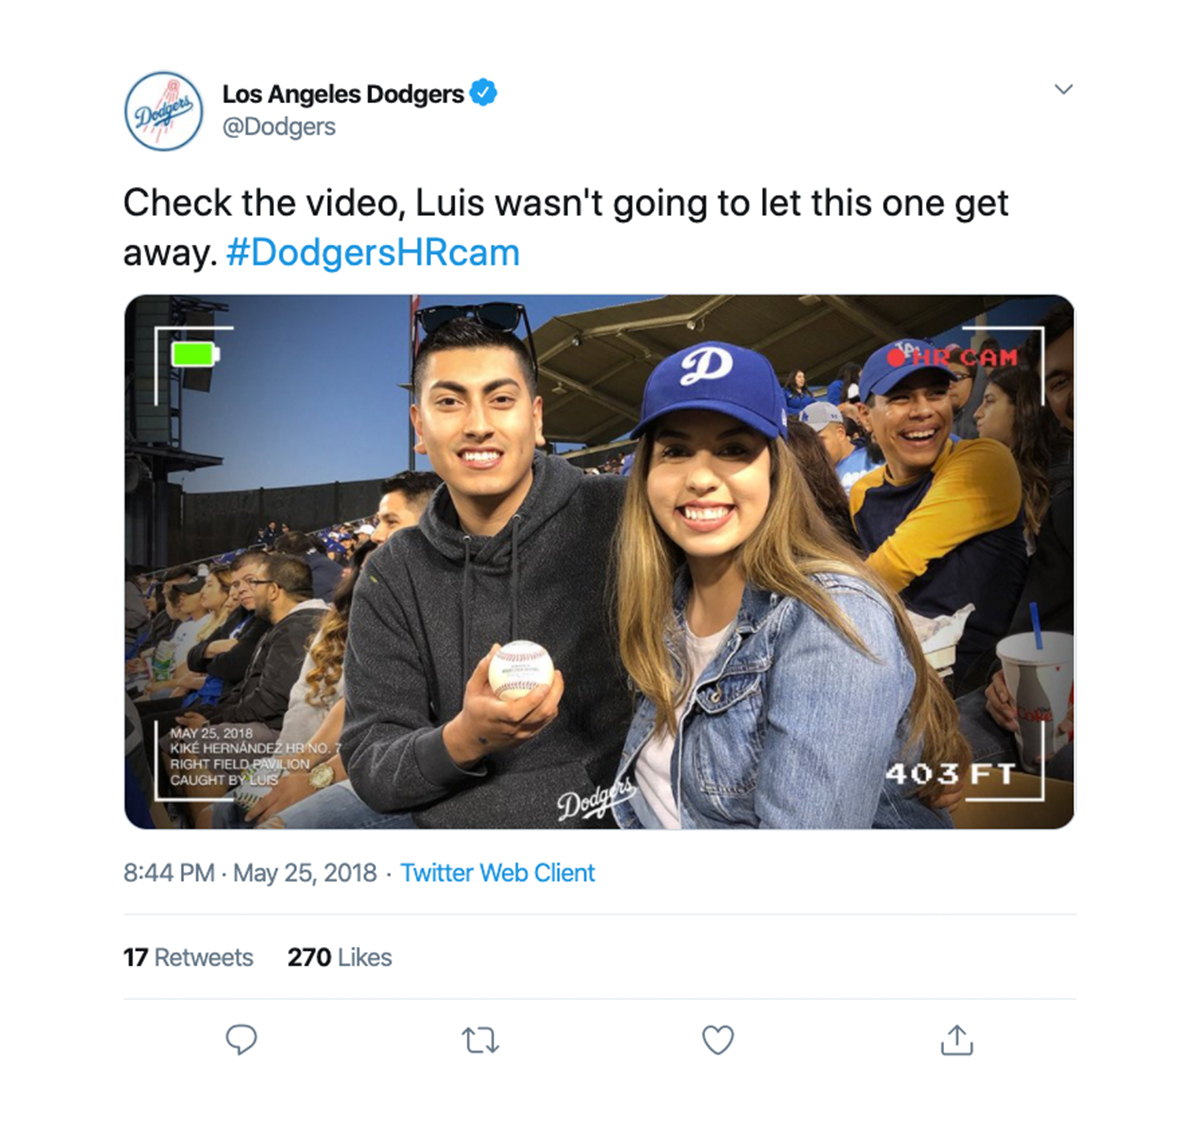 Los Angeles Dodgers
@Dodgers
Check the video, Luis wasn't going to let this one get
away. #DodgersHRcam
HR CAM
MAY 25, 2018
KIKÉ HERNÁNDEZ HR NO. 7
RIGHT FIELD PAVILION
CAUGHT BY LUIS
403 FT
Dodgers
8:44 PM · May 25, 2018 · Twitter Web Client
17 Retweets 270 Likes